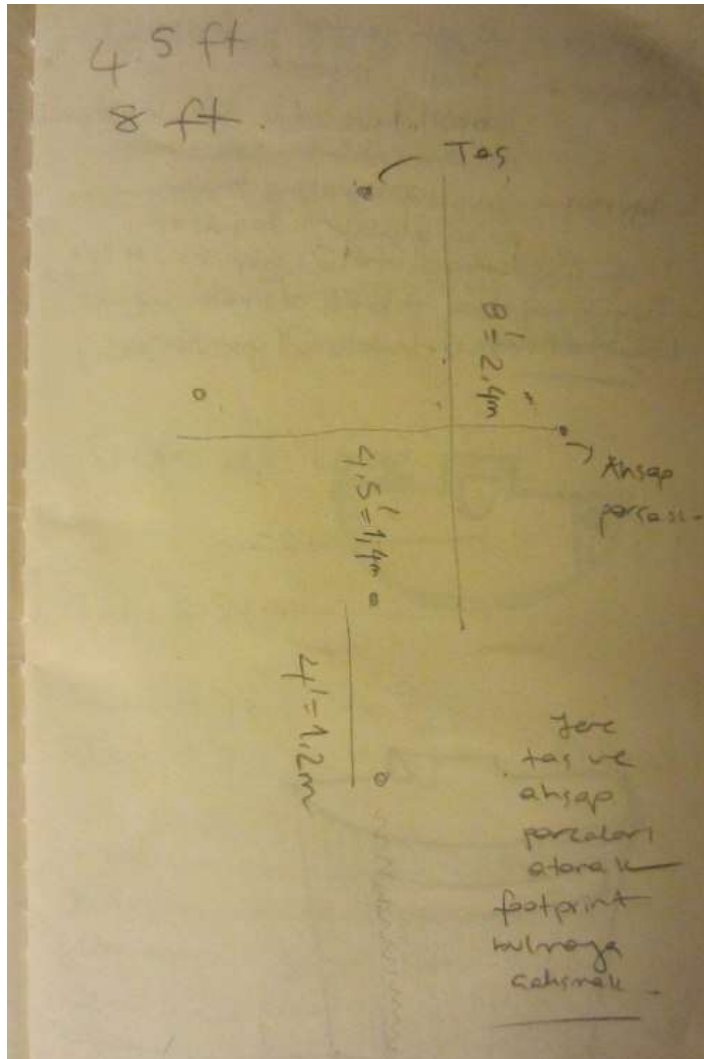 4.5 ft
8 ft
Taş
8' = 2,4m
Ahşap
parçası
4,5' = 1,4m
4' = 1,2m
Yere
taş ve
ahşap
parçaları
atarak
footprint
bulmaya
çalışmak